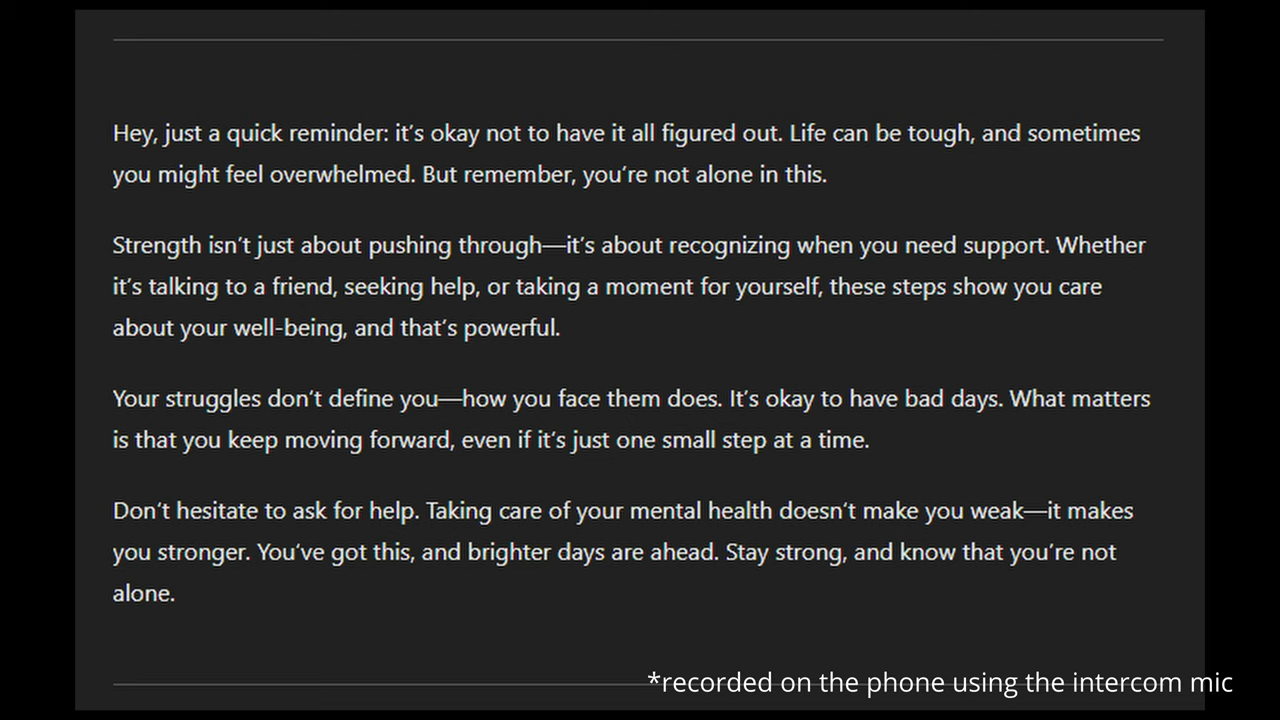 Hey, just a quick reminder: it’s okay not to have it all figured out. Life can be tough, and sometimes
you might feel overwhelmed. But remember, you’re not alone in this.
Strength isn’t just about pushing through—it’s about recognizing when you need support. Whether
it’s talking to a friend, seeking help, or taking a moment for yourself, these steps show you care
about your well-being, and that’s powerful.
Your struggles don’t define you—how you face them does. It’s okay to have bad days. What matters
is that you keep moving forward, even if it’s just one small step at a time.
Don’t hesitate to ask for help. Taking care of your mental health doesn’t make you weak—it makes
you stronger. You’ve got this, and brighter days are ahead. Stay strong, and know that you’re not
alone.
*recorded on the phone using the intercom mic